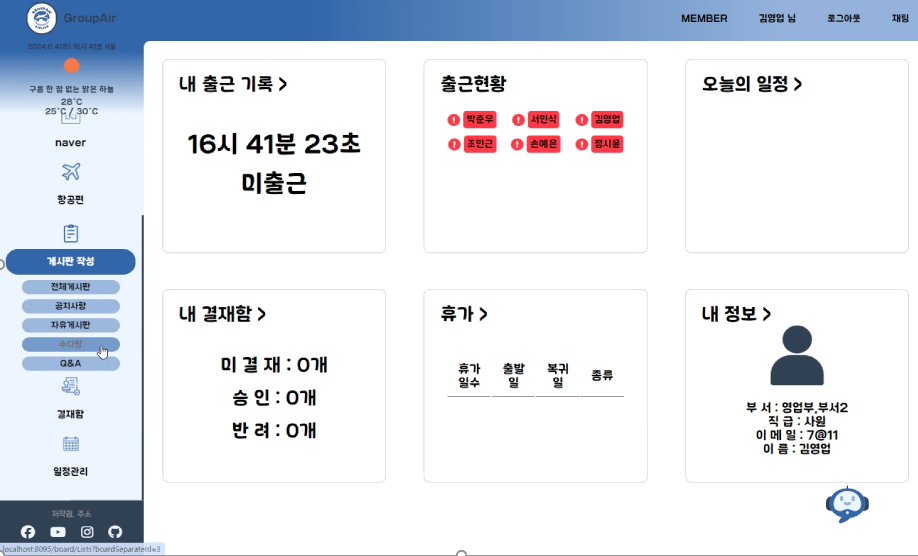 GroupAir
MEMBER
김영업 님
로그아웃
채팅
2024.6.4(화) 16시 41분 서울
구름 한 점 없는 맑은 하늘
28°C
25°C / 30°C
naver
항공편
게시판 작성
전체게시판
공지사항
자유게시판
수다방
Q&A
결재함
일정관리
저작권, 주소
localhost:8095/board/Lists?boardSeparateId=3
내 출근 기록 >
16시 41분 23초
미출근
출근현황
박준우
서민식
김영업
조민근
손예은
정시윤
오늘의 일정 >
내 결재함 >
미 결 재 : 0개
승 인 : 0개
반 려 : 0개
휴가 >
휴가
일수
출발
일
복귀
일
종류
내 정보 >
부 서 : 영업부,부서2
직 급 : 사원
이 메 일 : 7@11
이 름 : 김영업